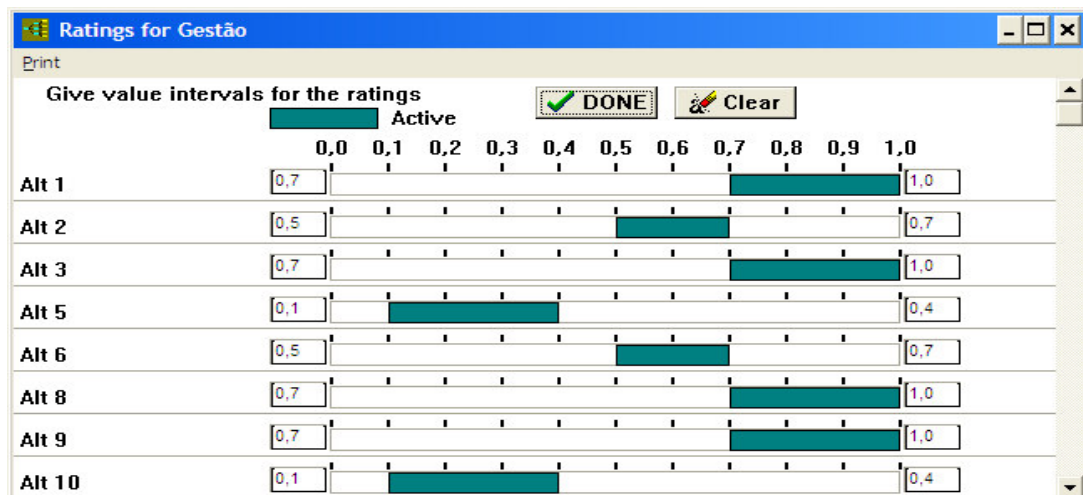 Ratings for Gestão
Print
Give value intervals for the ratings
DONE
Clear
Active
0,0 0,1 0,2 0,3 0,4 0,5 0,6 0,7 0,8 0,9 1,0
Alt 1 0,7 1,0
Alt 2 0,5 0,7
Alt 3 0,7 1,0
Alt 5 0,1 0,4
Alt 6 0,5 0,7
Alt 8 0,7 1,0
Alt 9 0,7 1,0
Alt 10 0,1 0,4